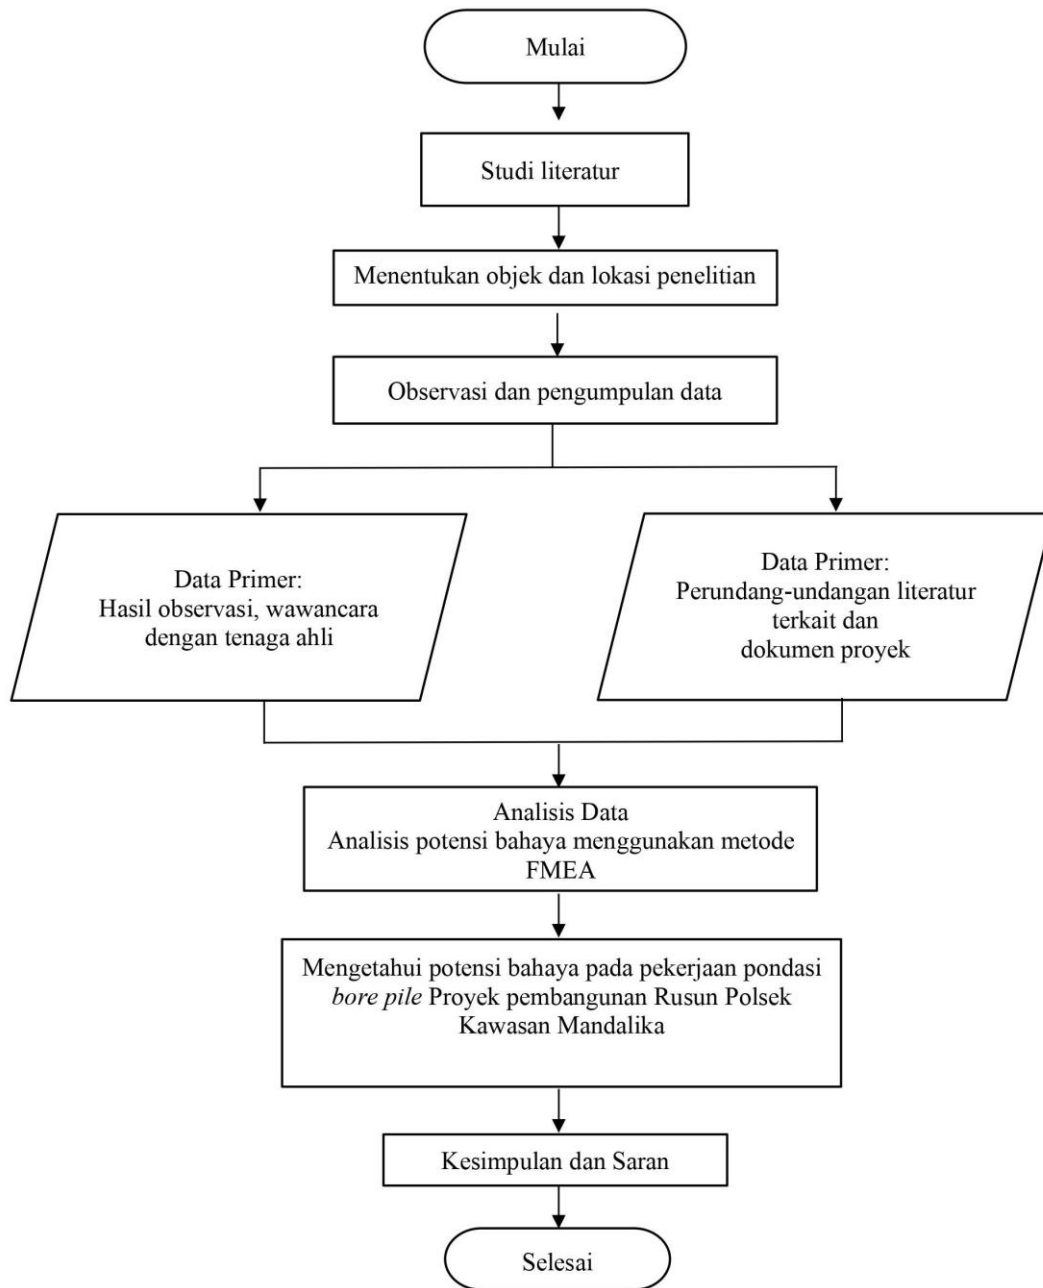 Mulai
Studi literatur
Menentukan objek dan lokasi penelitian
Observasi dan pengumpulan data
Data Primer:
Hasil observasi, wawancara
dengan tenaga ahli
Data Primer:
Perundang-undangan literatur
terkait dan
dokumen proyek
Analisis Data
Analisis potensi bahaya menggunakan metode
FMEA
Mengetahui potensi bahaya pada pekerjaan pondasi
bore pile Proyek pembangunan Rusun Polsek
Kawasan Mandalika
Kesimpulan dan Saran
Selesai